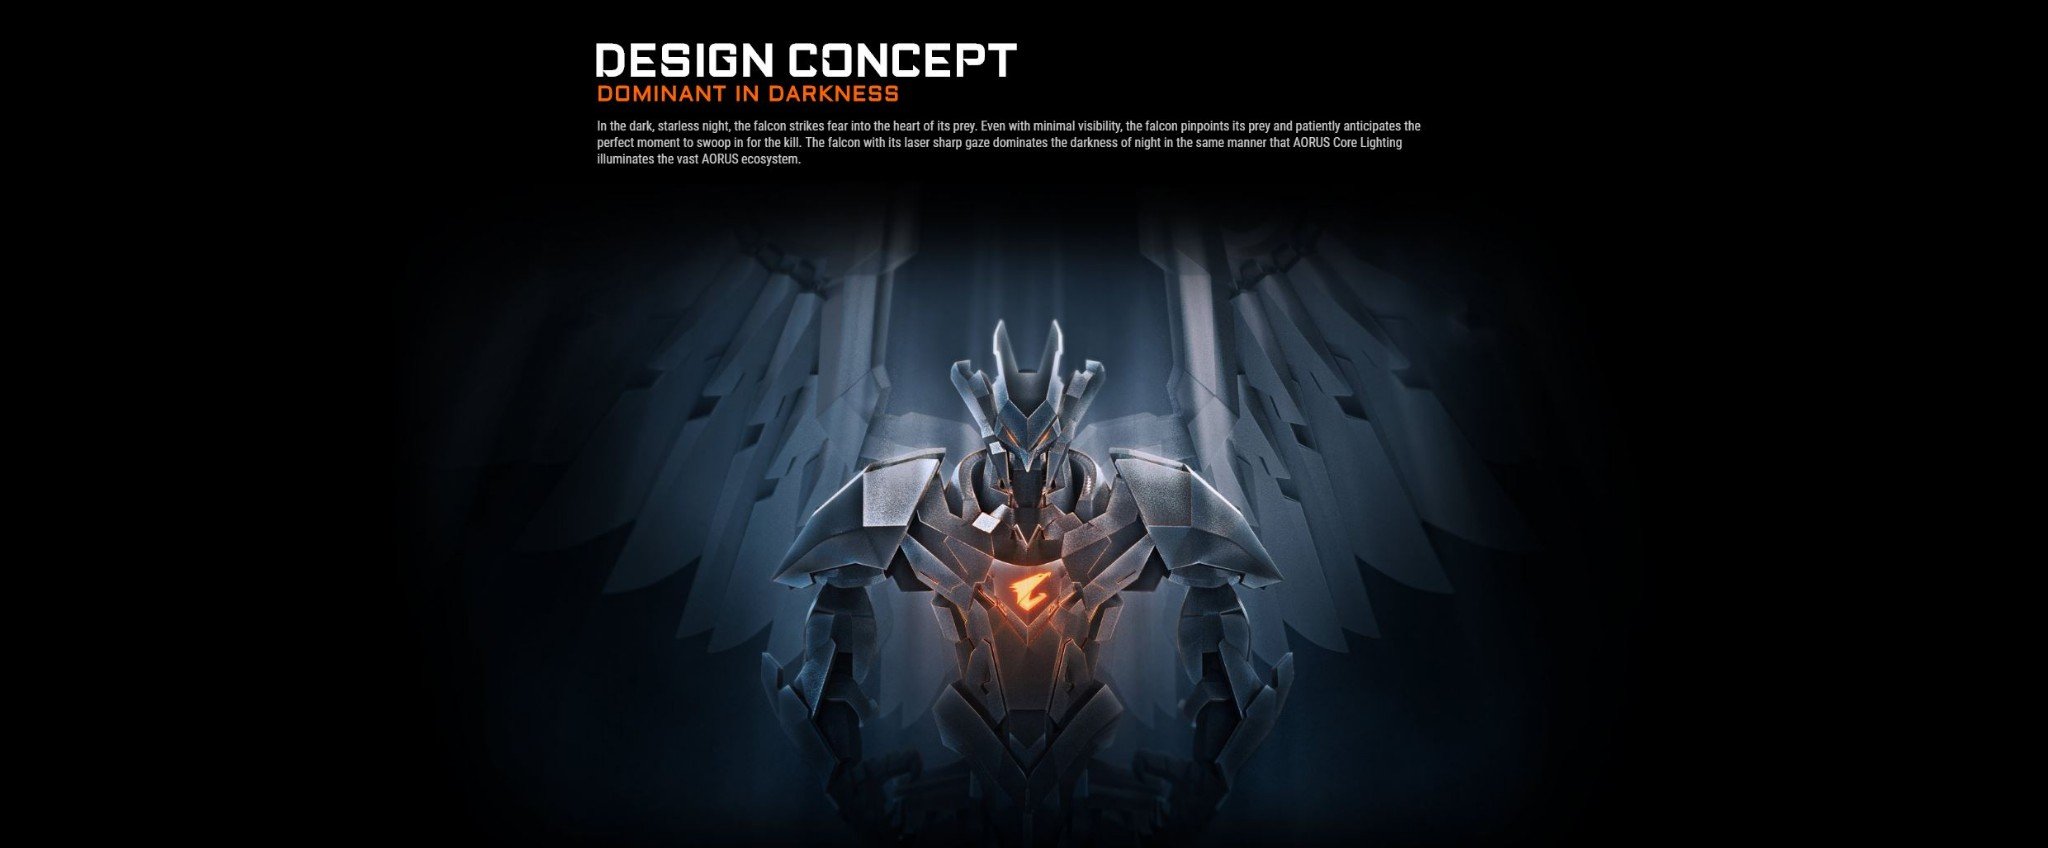 DESIGN CONCEPT
DOMINANT IN DARKNESS
In the dark, starless night, the falcon strikes fear into the heart of its prey. Even with minimal visibility, the falcon pinpoints its prey and patiently anticipates the
perfect moment to swoop in for the kill. The falcon with its laser sharp gaze dominates the darkness of night in the same manner that AORUS Core Lighting
illuminates the vast AORUS ecosystem.